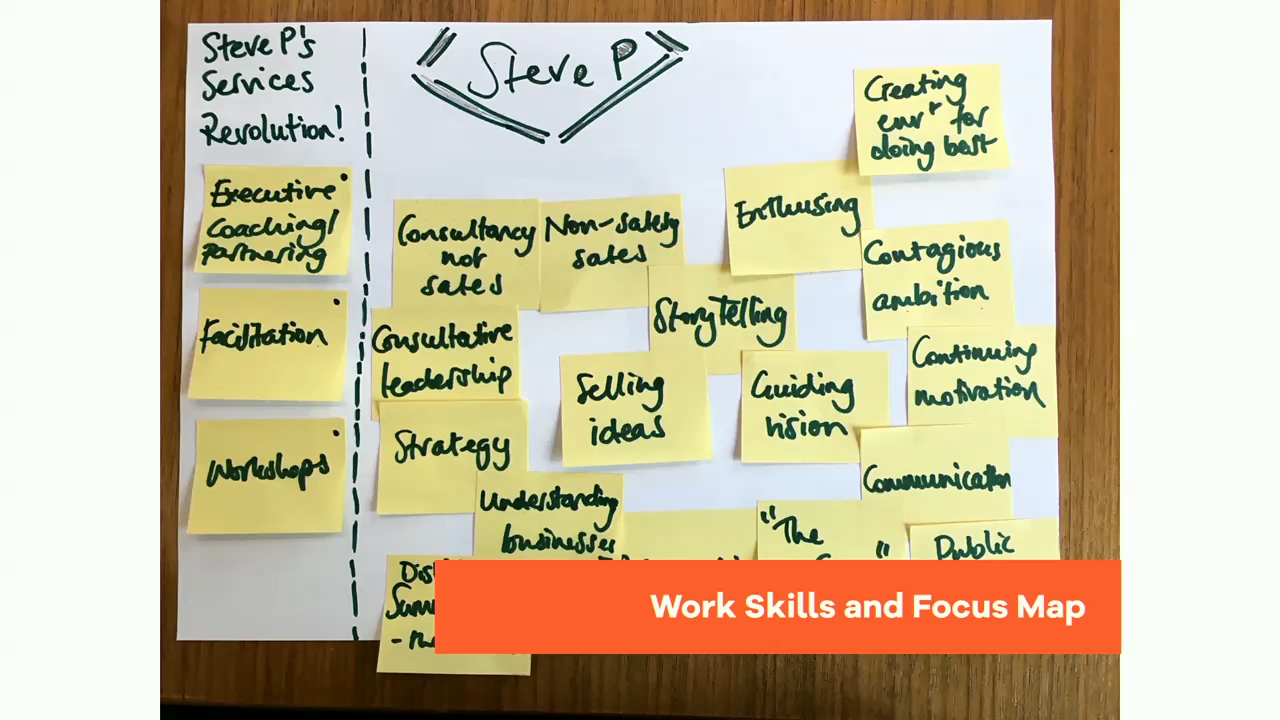 Steve P's
Services
Revolution!
Executive
Coaching/
Partnering
Facilitation
Workshops
Steve P
Creating
envr+ for
doing best
Enthusing
Consultancy
not
sales
Non-safety
sales
Contagious
ambition
Storytelling
Consultative
leadership
Continuing
motivation
Selling
ideas
Guiding
vision
Strategy
Communication
Understanding
businesses
"The
Public
Work Skills and Focus Map